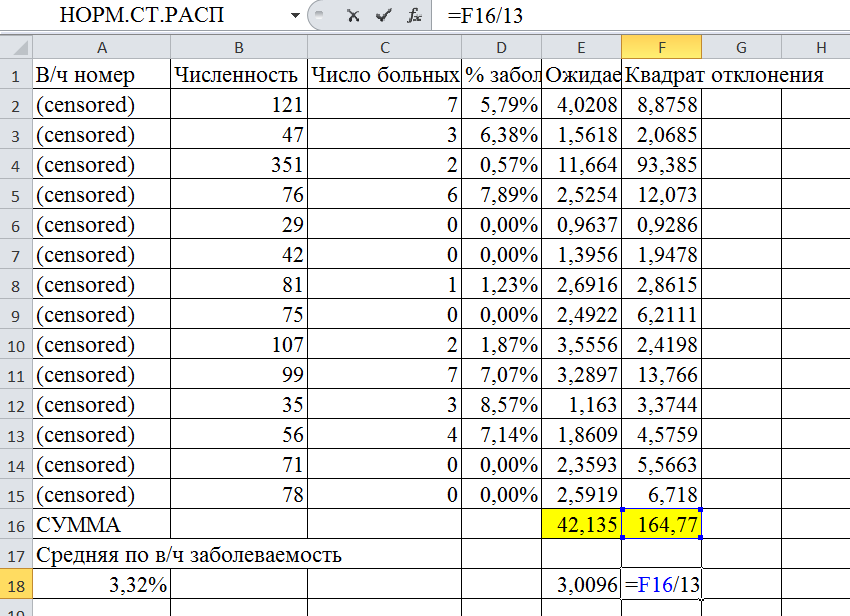 НОРМ.СТ.РАСП =F16/13
A B C D E F G H
1 В/ч номер Численность Число больных % забол Ожидае Квадрат отклонения
2 (censored) 121 7 5,79% 4,0208 8,8758
3 (censored) 47 3 6,38% 1,5618 2,0685
4 (censored) 351 2 0,57% 11,664 93,385
5 (censored) 76 6 7,89% 2,5254 12,073
6 (censored) 29 0 0,00% 0,9637 0,9286
7 (censored) 42 0 0,00% 1,3956 1,9478
8 (censored) 81 1 1,23% 2,6916 2,8615
9 (censored) 75 0 0,00% 2,4922 6,2111
10 (censored) 107 2 1,87% 3,5556 2,4198
11 (censored) 99 7 7,07% 3,2897 13,766
12 (censored) 35 3 8,57% 1,163 3,3744
13 (censored) 56 4 7,14% 1,8609 4,5759
14 (censored) 71 0 0,00% 2,3593 5,5663
15 (censored) 78 0 0,00% 2,5919 6,718
16 СУММА 42,135 164,77
17 Средняя по в/ч заболеваемость
18 3,32% 3,0096 =F16/13